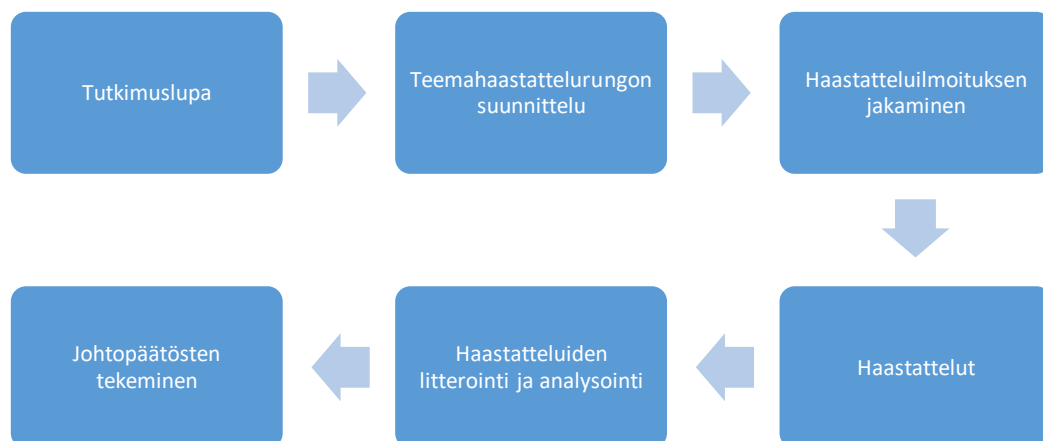 Tutkimuslupa
Teemahaastattelurungon
suunnittelu
Haastatteluilmoituksen
jakaminen
Haastattelut
Haastatteluiden
litterointi ja analysointi
Johtopäätösten
tekeminen